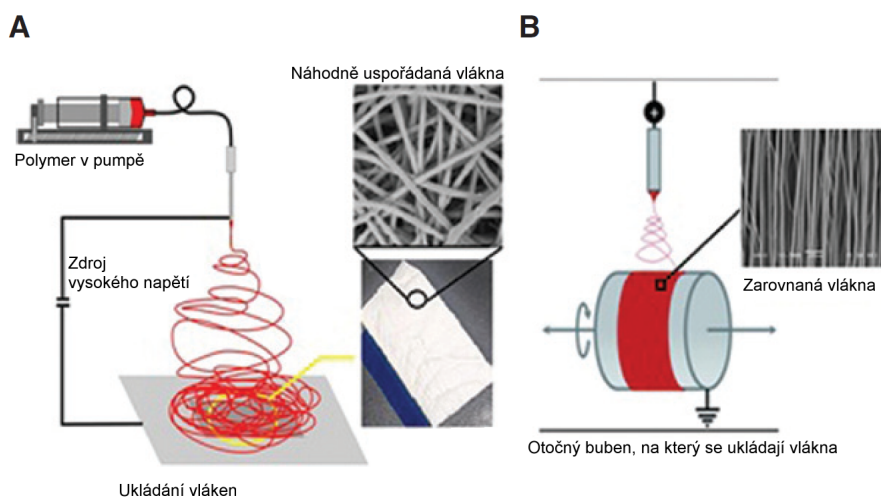 A
B
Náhodně uspořádaná vlákna
Polymer v pumpě
Zdroj
vysokého napětí
Zarovnaná vlákna
Otočný buben, na který se ukládají vlákna
Ukládání vláken